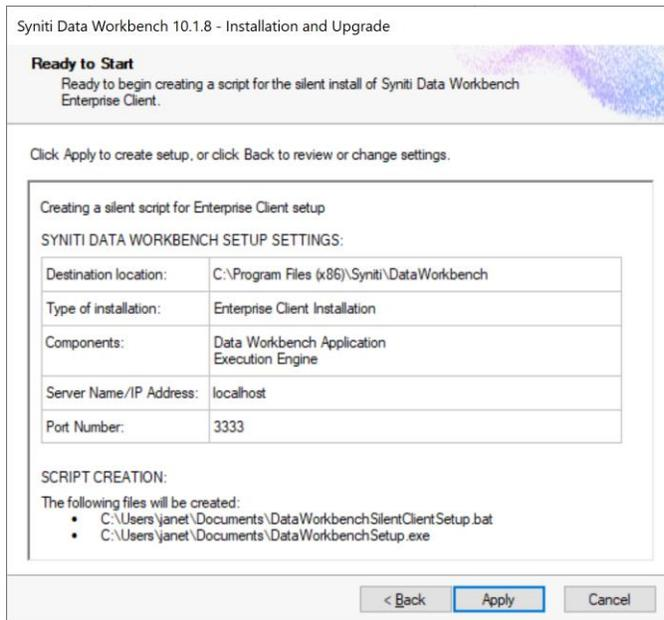 Syniti Data Workbench 10.1.8 - Installation and Upgrade
Ready to Start
Ready to begin creating a script for the silent install of Syniti Data Workbench
Enterprise Client.
Click Apply to create setup, or click Back to review or change settings.
Creating a silent script for Enterprise Client setup
SYNITI DATA WORKBENCH SETUP SETTINGS:
Destination location: C:\Program Files (x86)\Syniti\DataWorkbench
Type of installation: Enterprise Client Installation
Components: Data Workbench Application
Execution Engine
Server Name/IP Address: localhost
Port Number: 3333
SCRIPT CREATION:
The following files will be created:
• C:\Users\janet\Documents\DataWorkbenchSilentClientSetup.bat
• C:\Users\janet\Documents\DataWorkbenchSetup.exe
< Back Apply Cancel